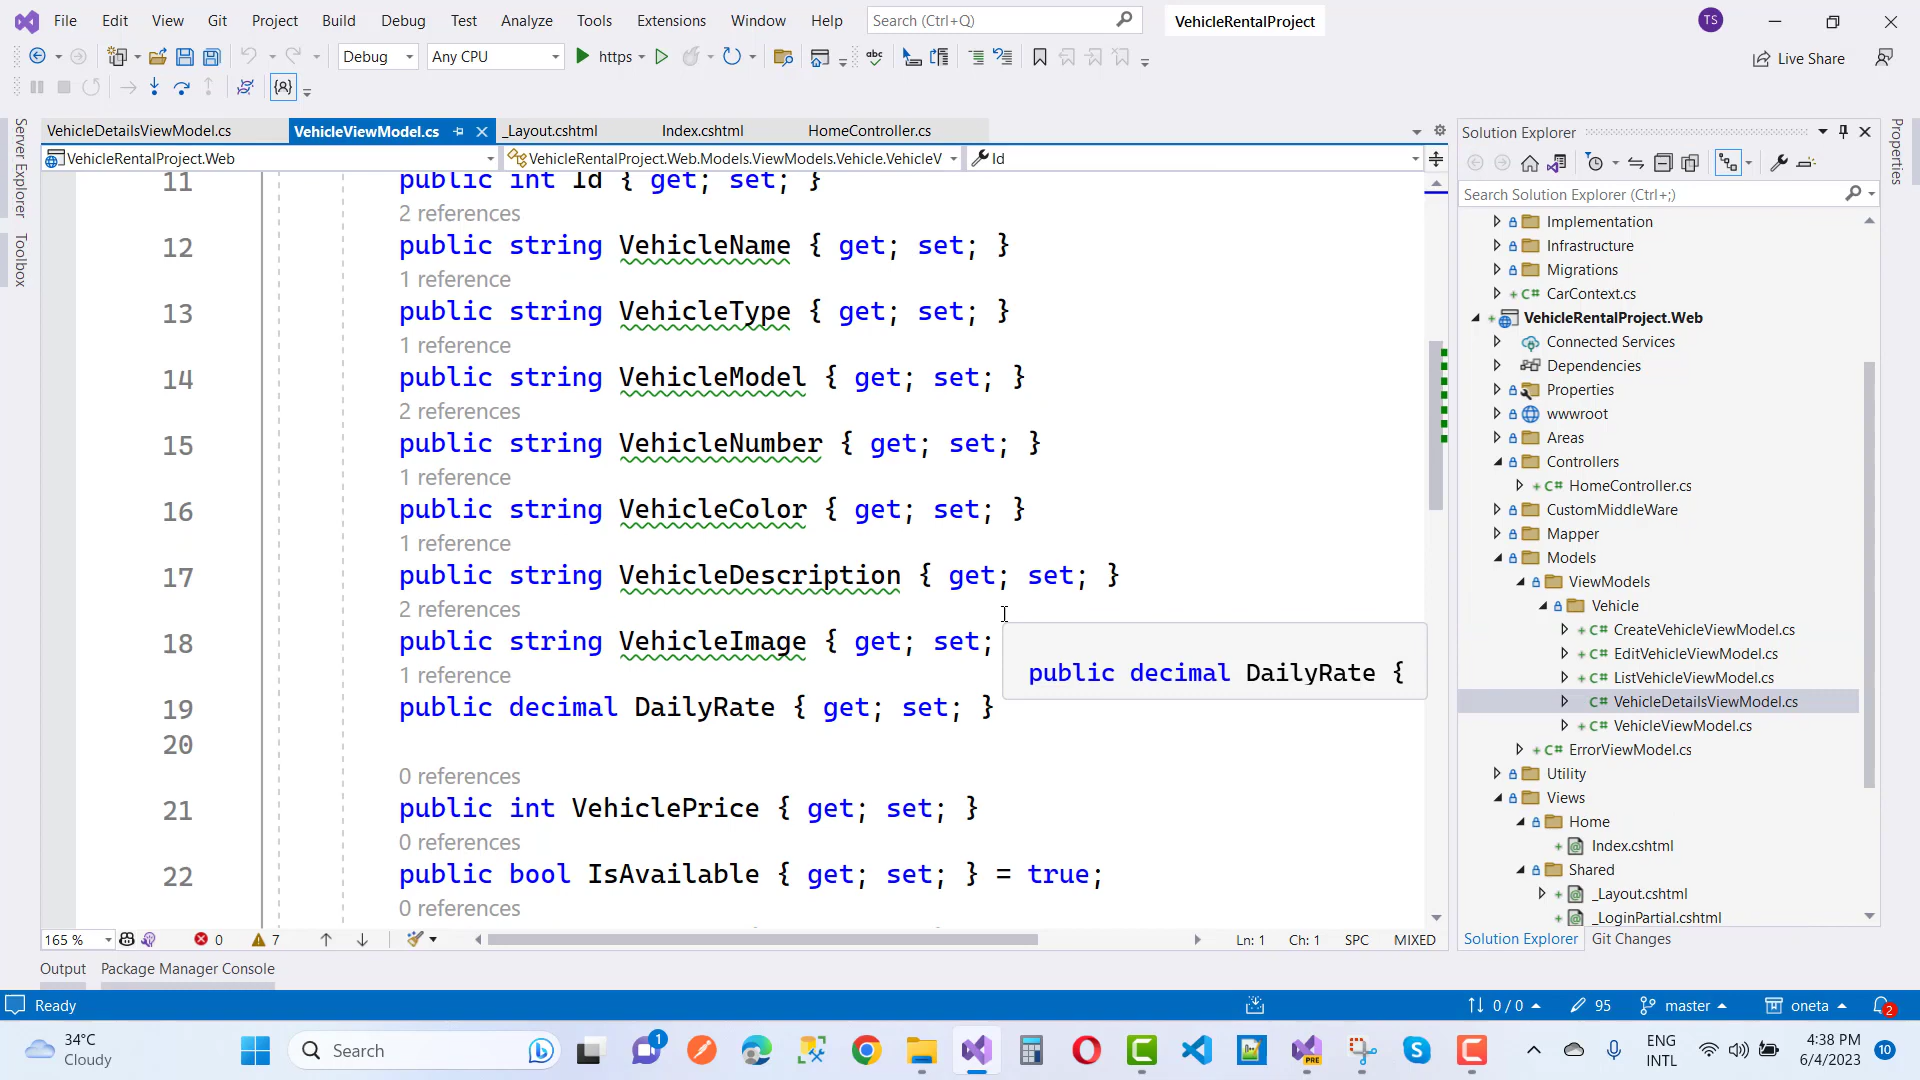 File Edit View Git Project Build Debug Test Analyze Tools Extensions Window Help Search (Ctrl+Q) VehicleRentalProject TS
Debug Any CPU https Live Share
VehicleDetailsViewModel.cs VehicleViewModel.cs _Layout.cshtml Index.cshtml HomeController.cs
VehicleRentalProject.Web VehicleRentalProject.Web.Models.ViewModels.Vehicle.VehicleV Id
11 public int Id { get; set; }
2 references
12 public string VehicleName { get; set; }
1 reference
13 public string VehicleType { get; set; }
1 reference
14 public string VehicleModel { get; set; }
2 references
15 public string VehicleNumber { get; set; }
1 reference
16 public string VehicleColor { get; set; }
1 reference
17 public string VehicleDescription { get; set; }
2 references
18 public string VehicleImage { get; set;
public decimal DailyRate {
1 reference
19 public decimal DailyRate { get; set; }
20
0 references
21 public int VehiclePrice { get; set; }
0 references
22 public bool IsAvailable { get; set; } = true;
0 references
165 % 0 7 Ln: 1 Ch: 1 SPC MIXED
Server Explorer
Toolbox
Properties
Solution Explorer
Search Solution Explorer (Ctrl+;)
Implementation
Infrastructure
Migrations
C# CarContext.cs
VehicleRentalProject.Web
Connected Services
Dependencies
Properties
wwwroot
Areas
Controllers
C# HomeController.cs
CustomMiddleWare
Mapper
Models
ViewModels
Vehicle
C# CreateVehicleViewModel.cs
C# EditVehicleViewModel.cs
C# ListVehicleViewModel.cs
C# VehicleDetailsViewModel.cs
C# VehicleViewModel.cs
C# ErrorViewModel.cs
Utility
Views
Home
Index.cshtml
Shared
_Layout.cshtml
_LoginPartial.cshtml
Solution Explorer Git Changes
Output Package Manager Console
Ready 0 / 0 95 master oneta 2
34°C
Cloudy
Search
1
PRE
ENG
INTL
4:38 PM
6/4/2023
10